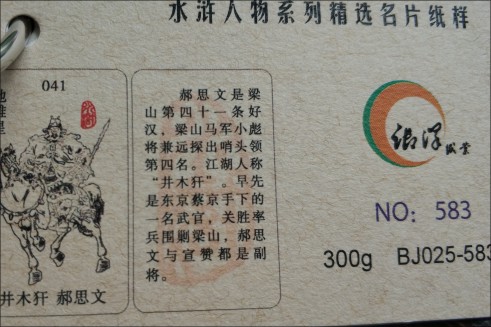 水浒人物系列精选名片纸样
041
地雄星
井木犴 郝思文
郝思文是梁
山第四十一条好
汉，梁山马军小彪
将兼远探出哨头领
第四名。江湖人称
“井木犴”。早先
是东京蔡京手下的
一名武官，关胜率
兵围剿梁山，郝思
文与宣赞都是副
将。
NO：583
300g BJ025-583